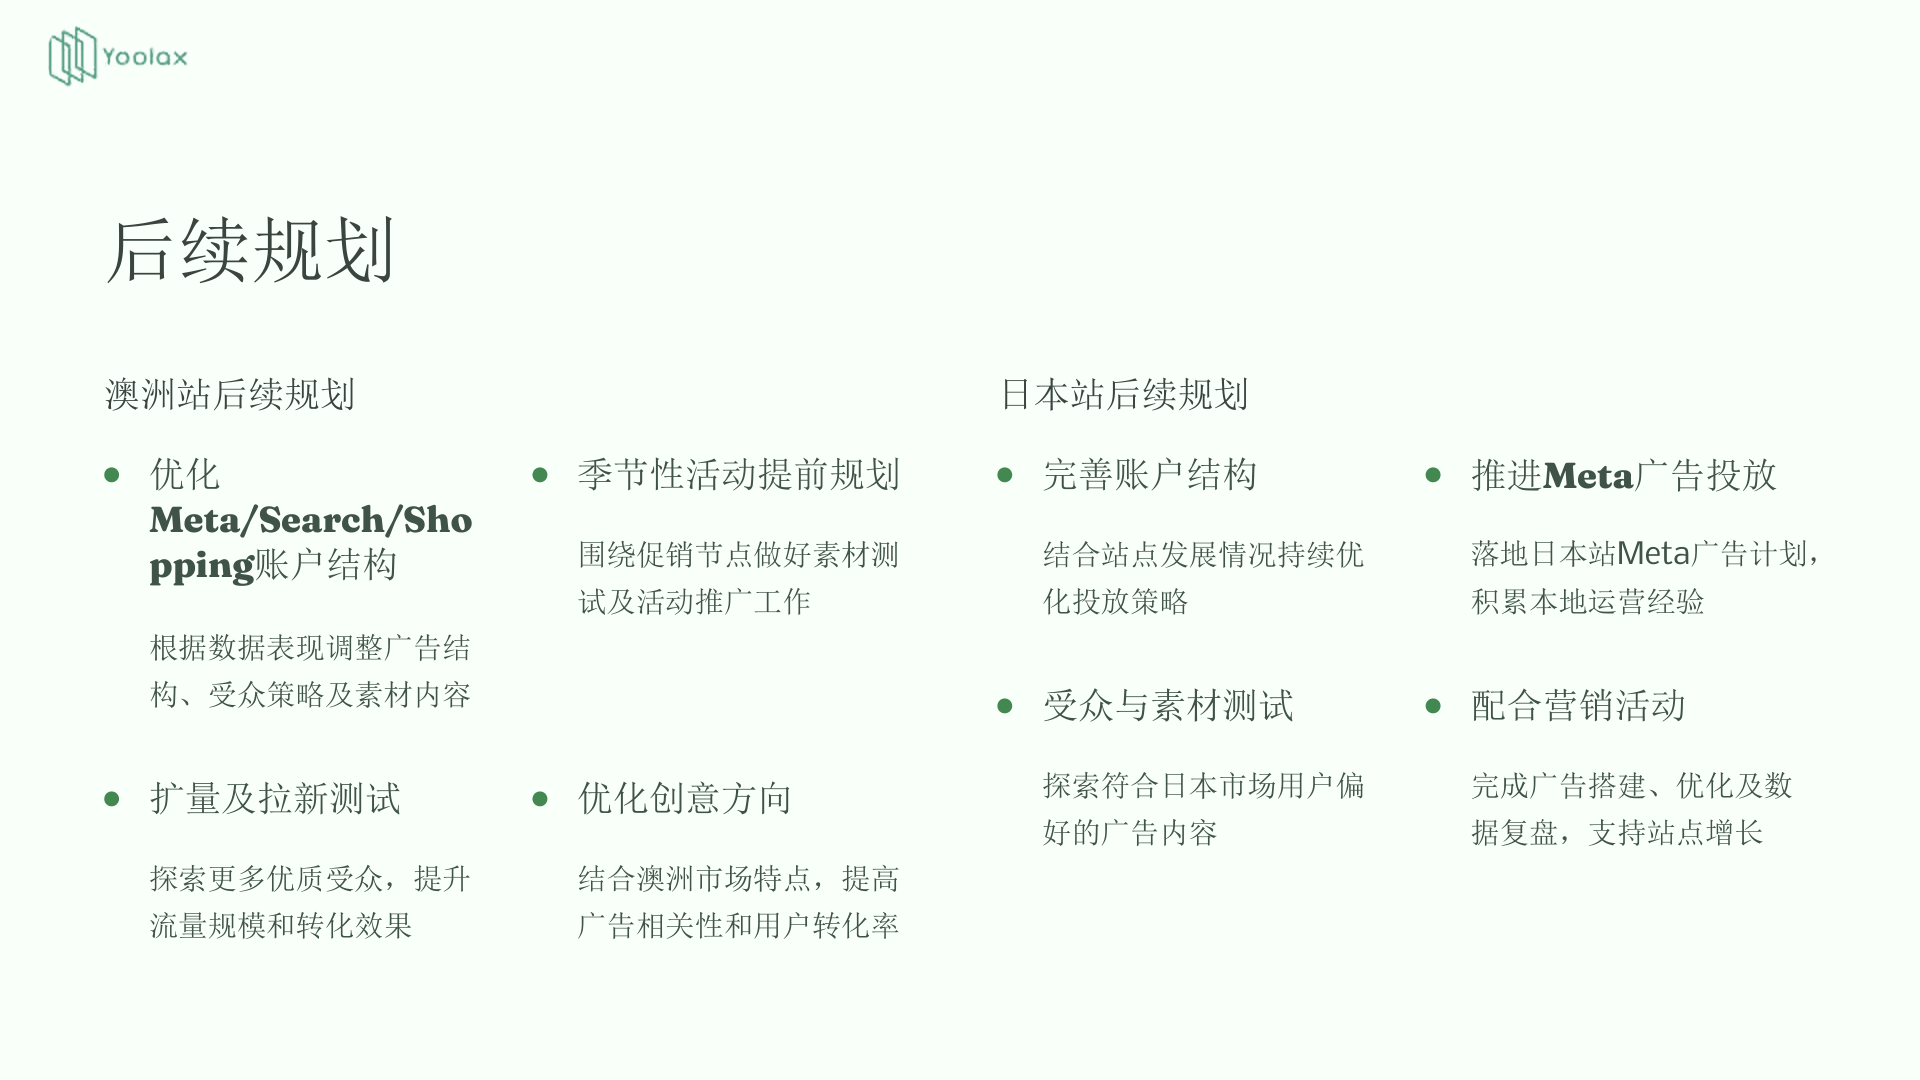 Yoolax
后续规划
澳洲站后续规划
优化
Meta/Search/Sho
pping账户结构
根据数据表现调整广告结
构、受众策略及素材内容
季节性活动提前规划
围绕促销节点做好素材测
试及活动推广工作
扩量及拉新测试
探索更多优质受众，提升
流量规模和转化效果
优化创意方向
结合澳洲市场特点，提高
广告相关性和用户转化率
日本站后续规划
完善账户结构
结合站点发展情况持续优
化投放策略
推进Meta广告投放
落地日本站Meta广告计划，
积累本地运营经验
受众与素材测试
探索符合日本市场用户偏
好的广告内容
配合营销活动
完成广告搭建、优化及数
据复盘，支持站点增长